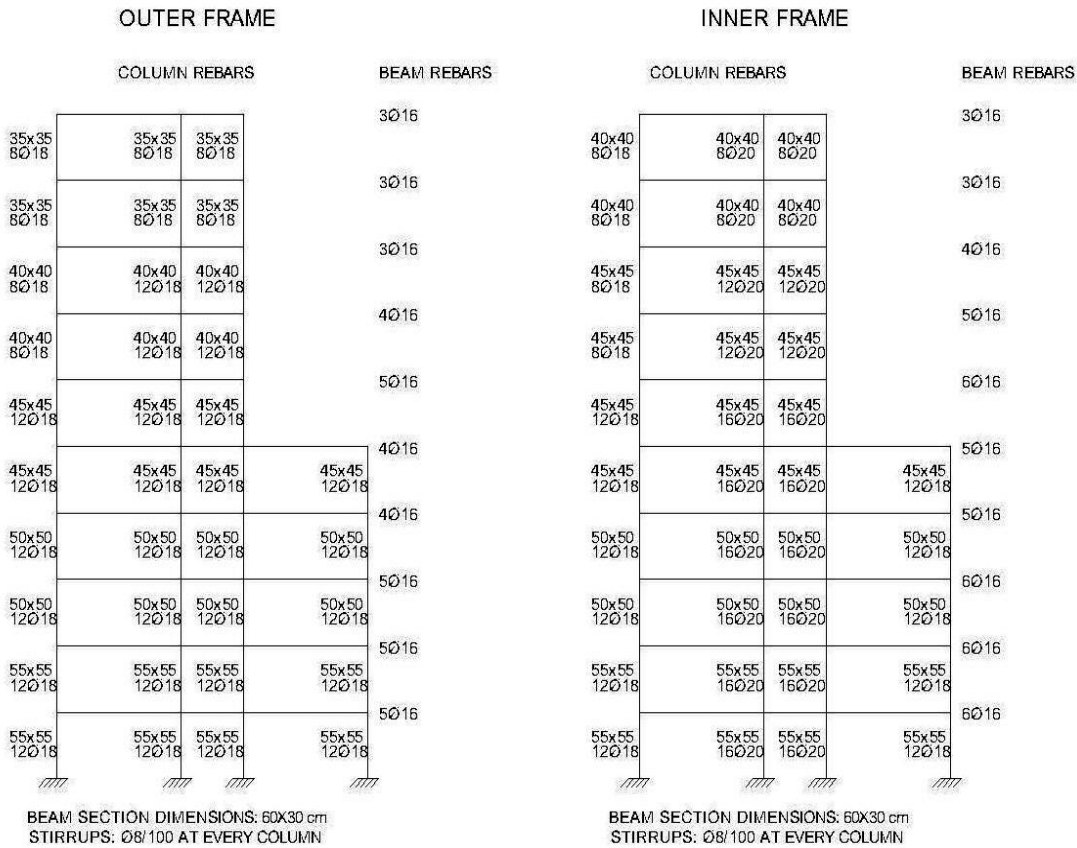 OUTER FRAME
COLUMN REBARS BEAM REBARS
3Ø16
35x35 35x35 35x35
8Ø18 8Ø18 8Ø18
3Ø16
35x35 35x35 35x35
8Ø18 8Ø18 8Ø18
3Ø16
40x40 40x40 40x40
8Ø18 12Ø18 12Ø18
4Ø16
40x40 40x40 40x40
8Ø18 12Ø18 12Ø18
5Ø16
45x45 45x45 45x45
12Ø18 12Ø18 12Ø18
4Ø16
45x45 45x45 45x45 45x45
12Ø18 12Ø18 12Ø18 12Ø18
4Ø16
50x50 50x50 50x50 50x50
12Ø18 12Ø18 12Ø18 12Ø18
5Ø16
50x50 50x50 50x50 50x50
12Ø18 12Ø18 12Ø18 12Ø18
5Ø16
55x55 55x55 55x55 55x55
12Ø18 12Ø18 12Ø18 12Ø18
5Ø16
55x55 55x55 55x55 55x55
12Ø18 12Ø18 12Ø18 12Ø18
BEAM SECTION DIMENSIONS: 60X30 cm
STIRRUPS: Ø8/100 AT EVERY COLUMN
INNER FRAME
COLUMN REBARS BEAM REBARS
3Ø16
40x40 40x40 40x40
8Ø18 8Ø20 8Ø20
3Ø16
40x40 40x40 40x40
8Ø18 8Ø20 8Ø20
4Ø16
45x45 45x45 45x45
8Ø18 12Ø20 12Ø20
5Ø16
45x45 45x45 45x45
8Ø18 12Ø20 12Ø20
6Ø16
45x45 45x45 45x45
12Ø18 16Ø20 16Ø20
5Ø16
45x45 45x45 45x45 45x45
12Ø18 16Ø20 16Ø20 12Ø18
5Ø16
50x50 50x50 50x50 50x50
12Ø18 16Ø20 16Ø20 12Ø18
6Ø16
50x50 50x50 50x50 50x50
12Ø18 16Ø20 16Ø20 12Ø18
6Ø16
55x55 55x55 55x55 55x55
12Ø18 16Ø20 16Ø20 12Ø18
6Ø16
55x55 55x55 55x55 55x55
12Ø18 16Ø20 16Ø20 12Ø18
BEAM SECTION DIMENSIONS: 60X30 cm
STIRRUPS: Ø8/100 AT EVERY COLUMN